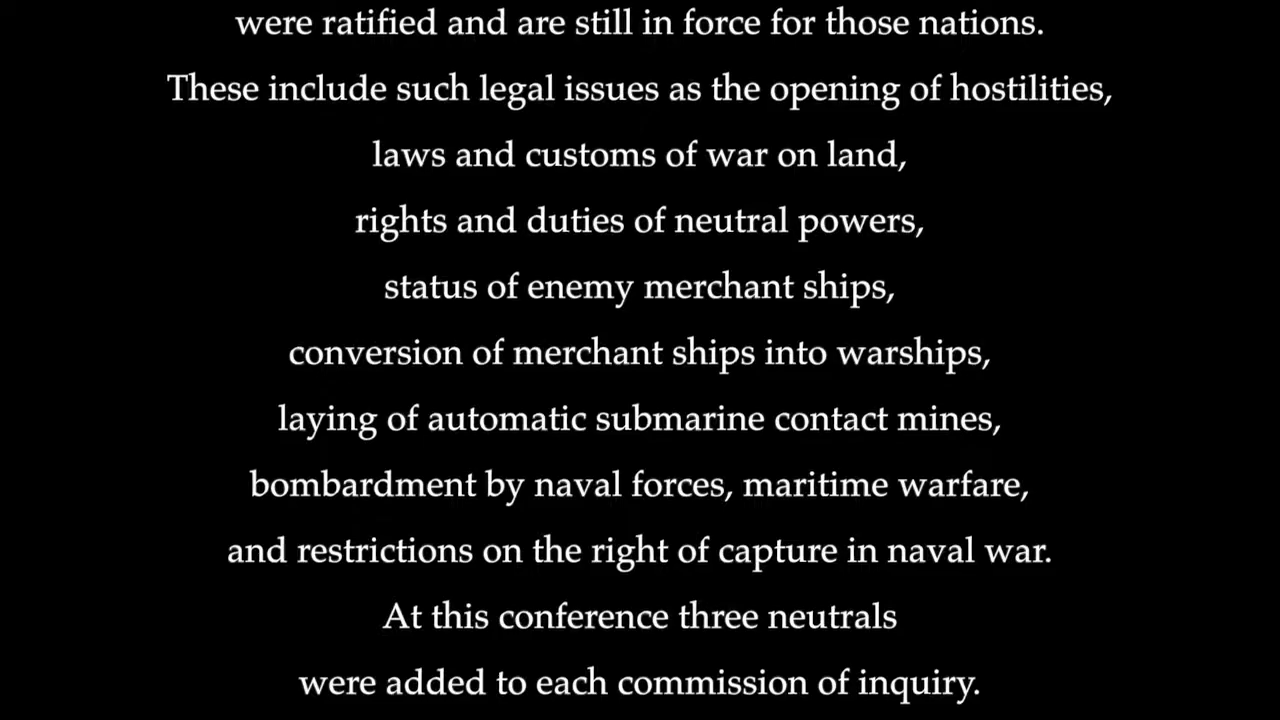 were ratified and are still in force for those nations.
These include such legal issues as the opening of hostilities,
laws and customs of war on land,
rights and duties of neutral powers,
status of enemy merchant ships,
conversion of merchant ships into warships,
laying of automatic submarine contact mines,
bombardment by naval forces, maritime warfare,
and restrictions on the right of capture in naval war.
At this conference three neutrals
were added to each commission of inquiry.